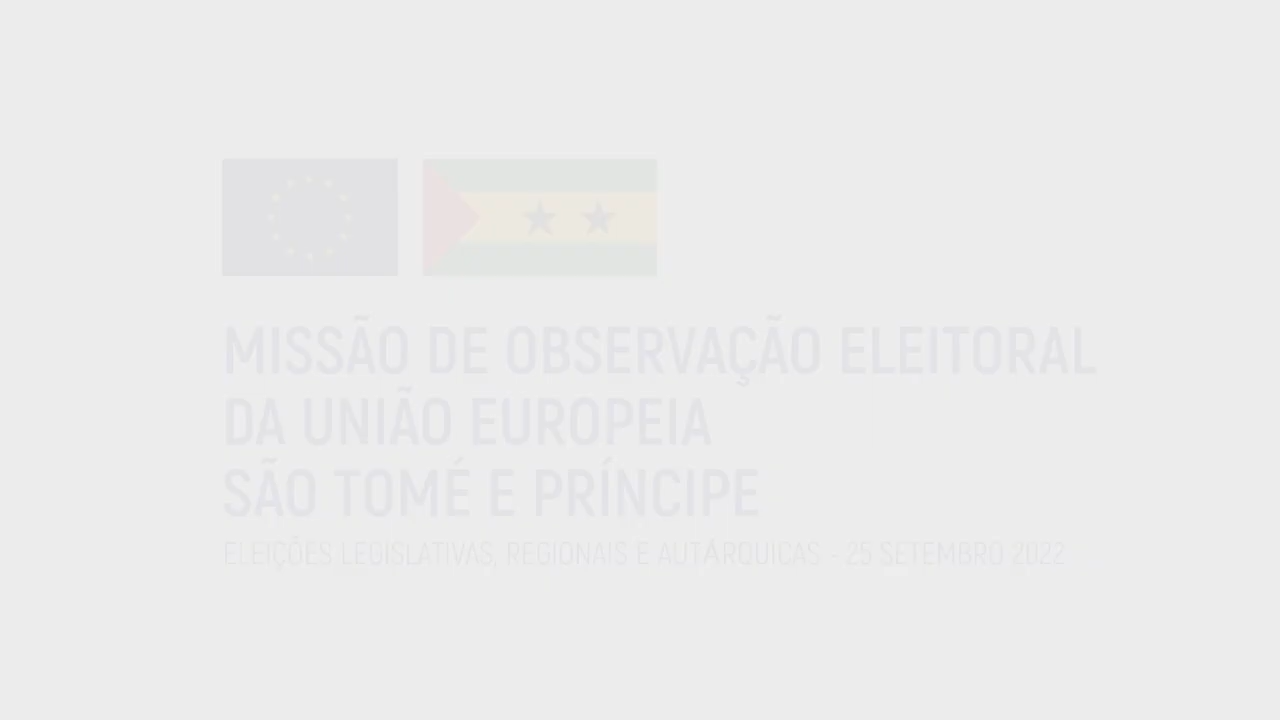 MISSÃO DE OBSERVAÇÃO ELEITORAL
DA UNIÃO EUROPEIA
SÃO TOMÉ E PRÍNCIPE
ELEIÇÕES LEGISLATIVAS, REGIONAIS E AUTÁRQUICAS - 25 SETEMBRO 2022